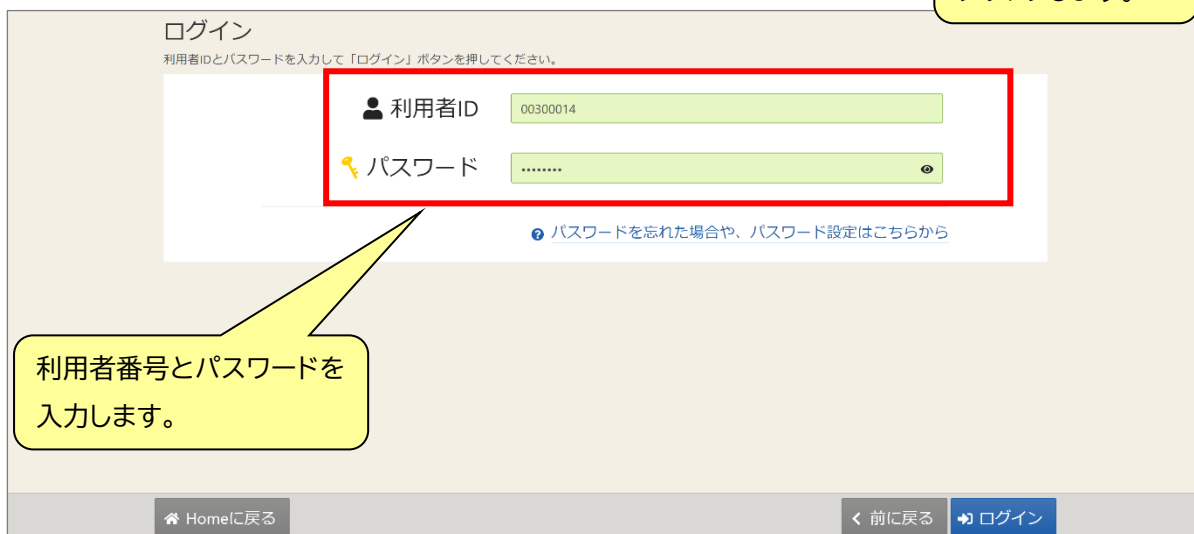 ログイン
利用者IDとパスワードを入力して「ログイン」ボタンを押してください。
利用者ID
00300014
パスワード
••••••••
パスワードを忘れた場合や、パスワード設定はこちらから
利用者番号とパスワードを
入力します。
Homeに戻る
前に戻る
ログイン